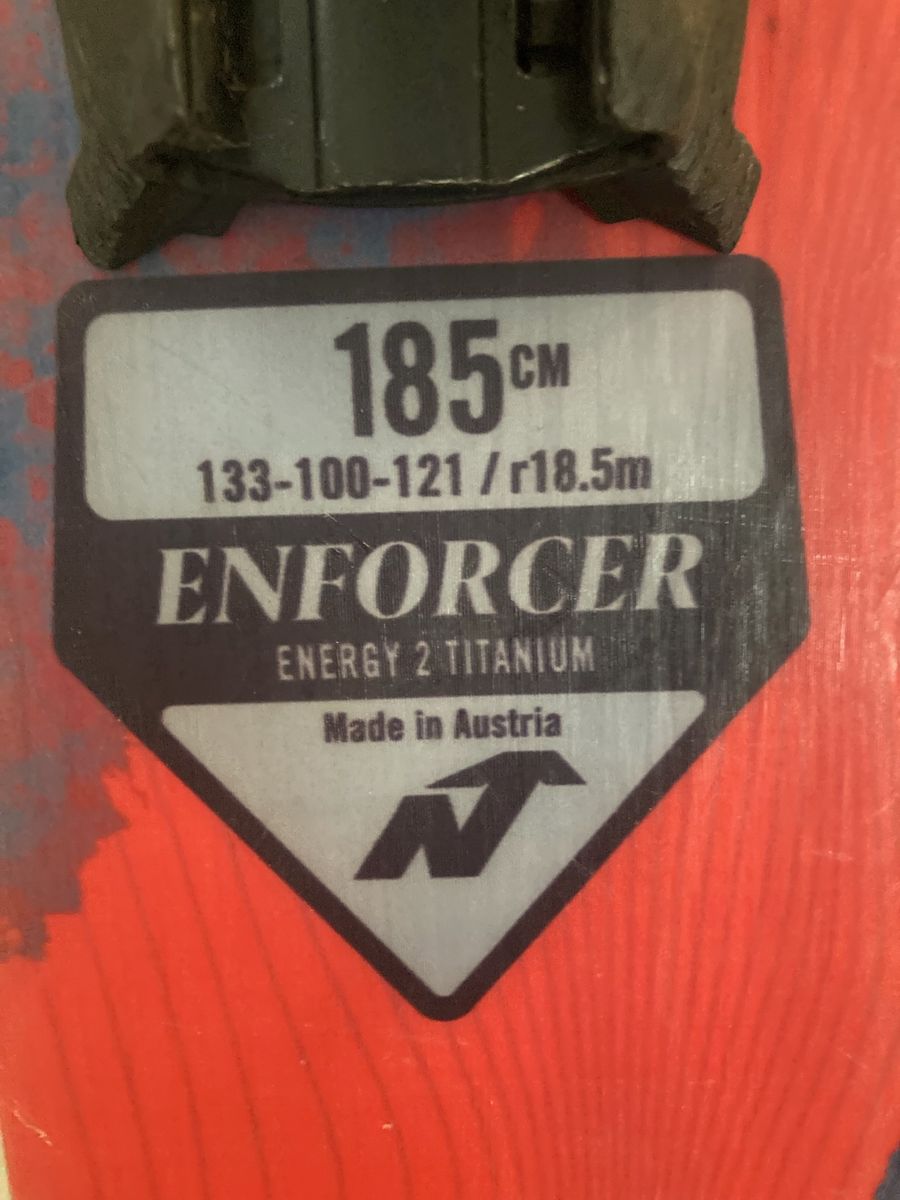 185CM
133-100-121 / r18.5m
ENFORCER
ENERGY 2 TITANIUM
Made in Austria